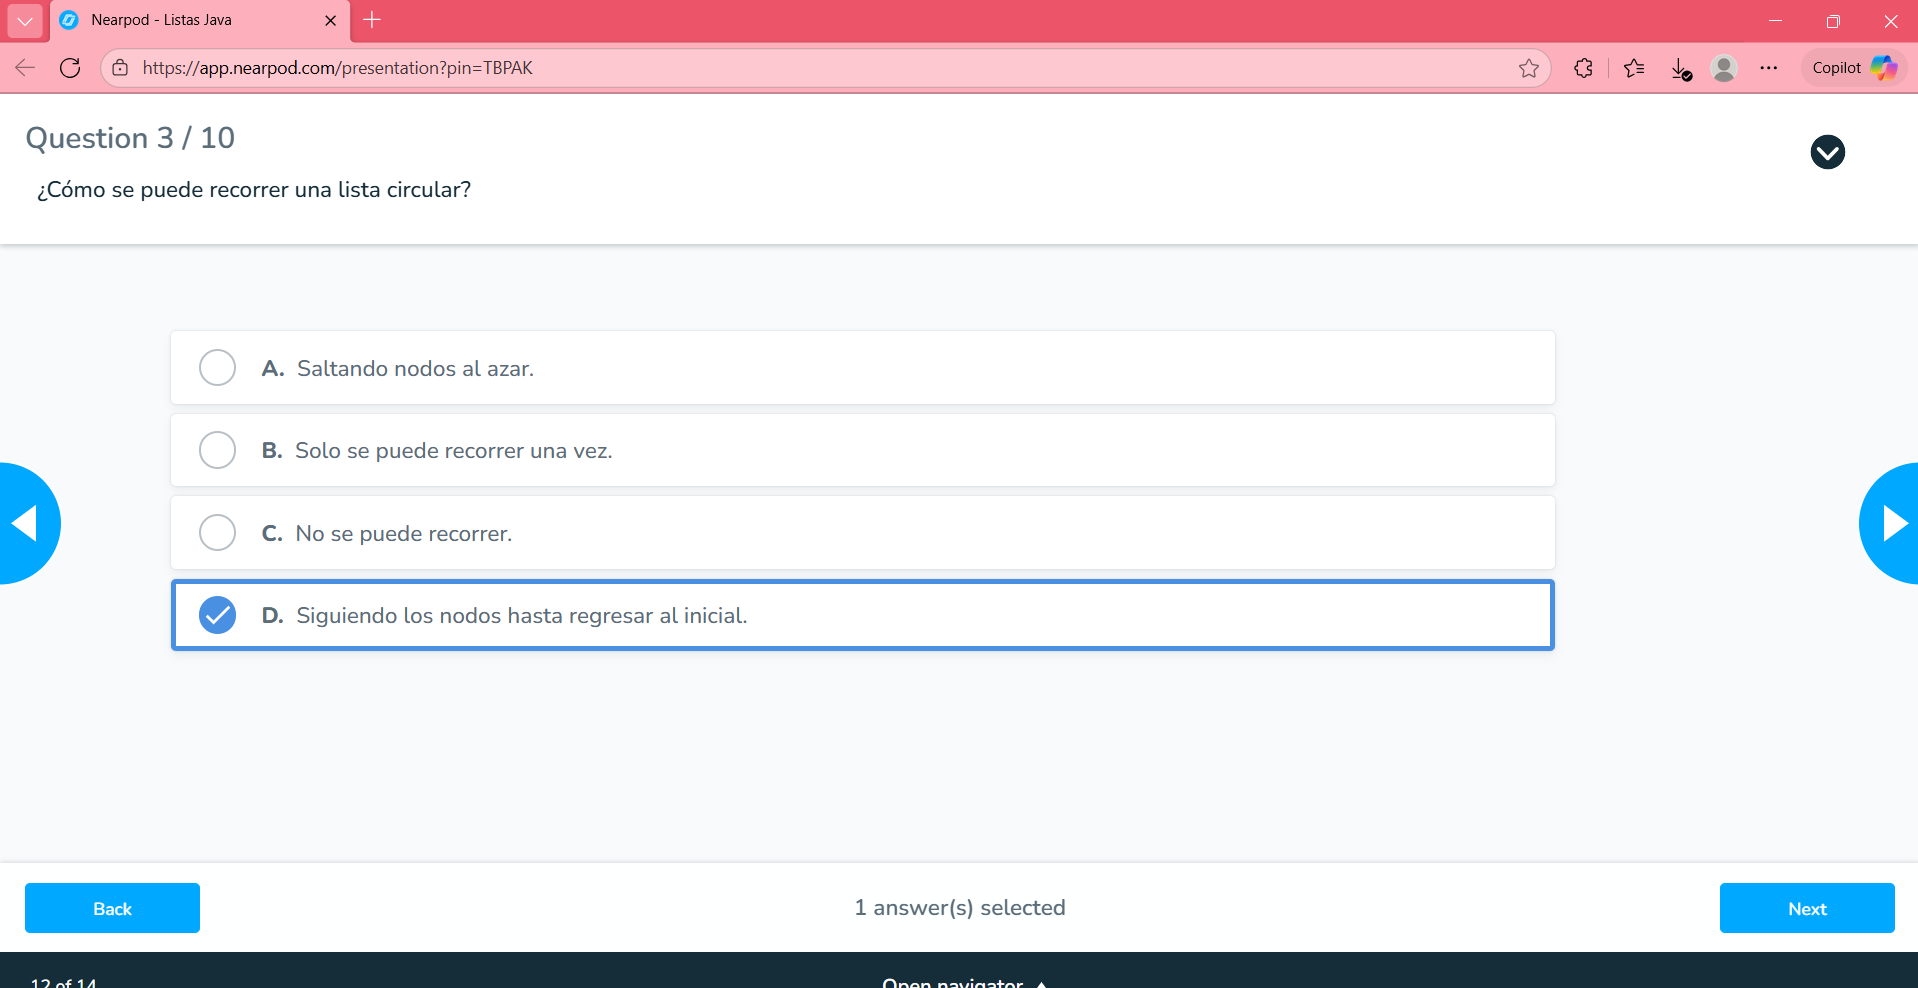 Nearpod - Listas Java
https://app.nearpod.com/presentation?pin=TBPAK
Copilot
Question 3 / 10
¿Cómo se puede recorrer una lista circular?
A. Saltando nodos al azar.
B. Solo se puede recorrer una vez.
C. No se puede recorrer.
D. Siguiendo los nodos hasta regresar al inicial.
Back
1 answer(s) selected
Next
12 of 14
Open navigator